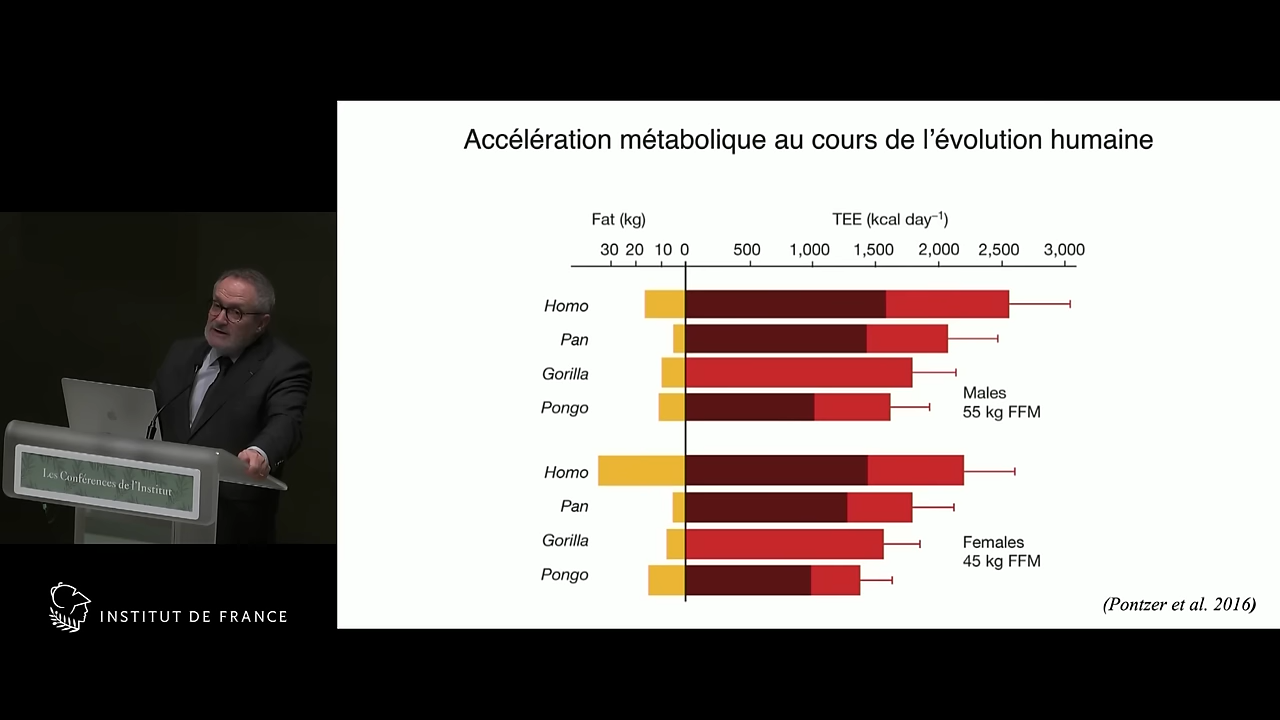 Accélération métabolique au cours de l'évolution humaine
Fat (kg)
TEE (kcal day⁻¹)
30 20 10 0 500 1,000 1,500 2,000 2,500 3,000
Homo
Pan
Gorilla
Pongo
Males
55 kg FFM
Homo
Pan
Gorilla
Pongo
Females
45 kg FFM
(Pontzer et al. 2016)
Les Conférences de l'Institut
INSTITUT DE FRANCE